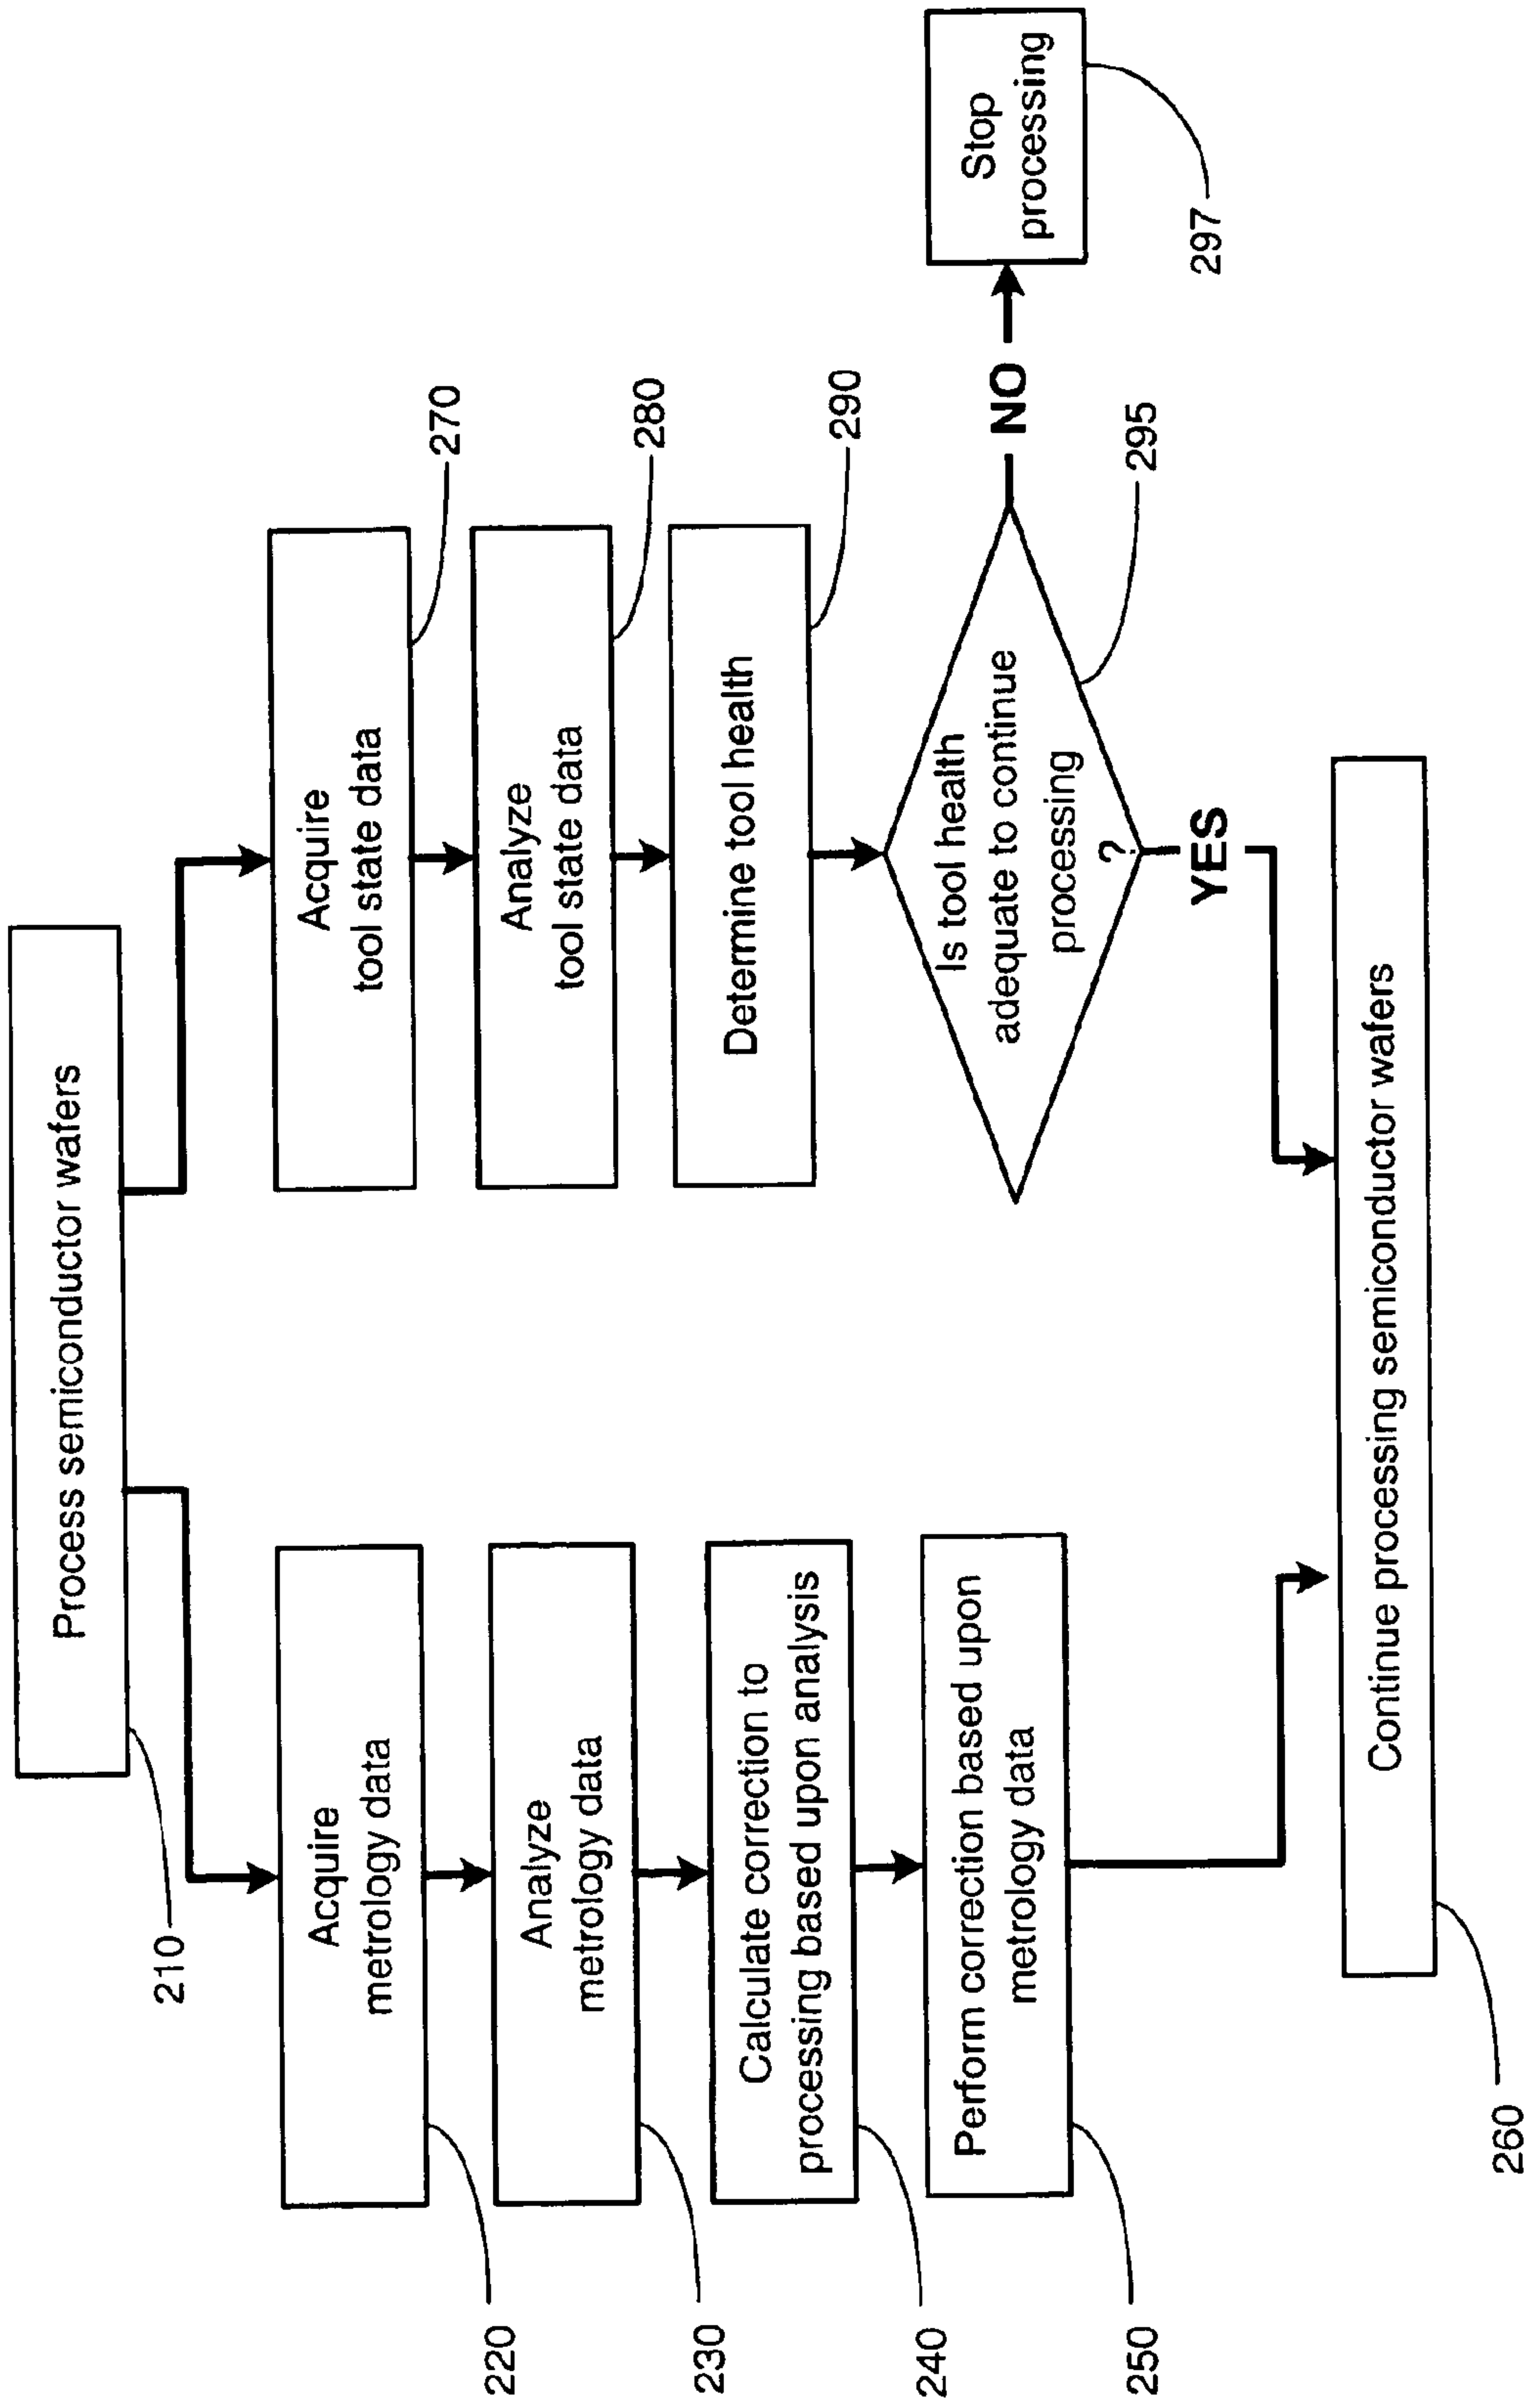 Process semiconductor wafers
210
Acquire
metrology data
220
Analyze
metrology data
230
Calculate correction to
processing based upon analysis
240
Perform correction based upon
metrology data
250
Acquire
tool state data
270
Analyze
tool state data
280
Determine tool health
290
Is tool health
adequate to continue
processing
?
295
NO
Stop
processing
297
YES
Continue processing semiconductor wafers
260